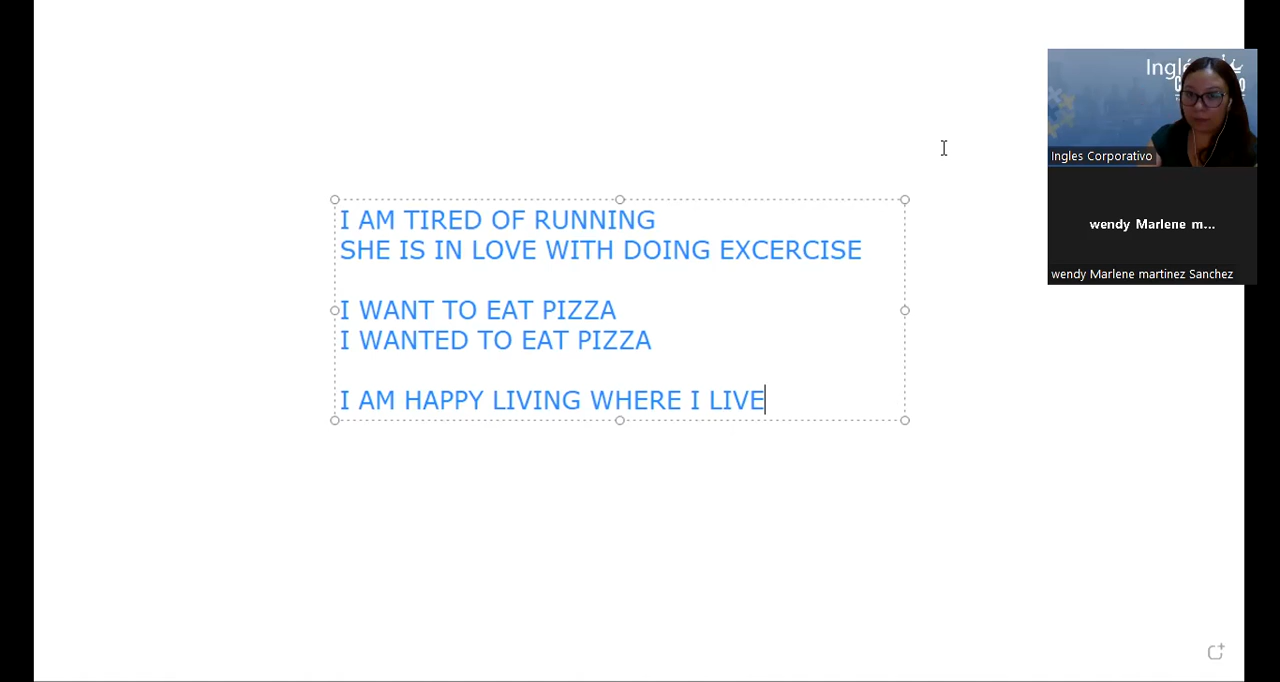 I AM TIRED OF RUNNING
SHE IS IN LOVE WITH DOING EXCERCISE
I WANT TO EAT PIZZA
I WANTED TO EAT PIZZA
I AM HAPPY LIVING WHERE I LIVE
Ingles Corporativo
wendy Marlene m...
wendy Marlene martinez Sanchez